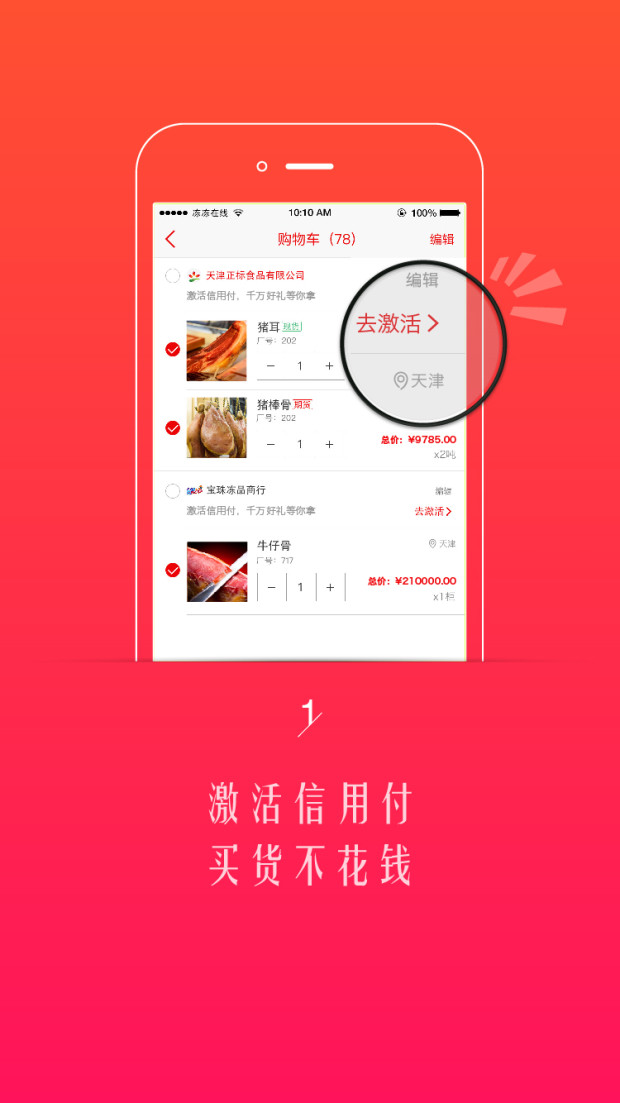 冻冻在线 10:10 AM 100%
购物车（78） 编辑
天津正标食品有限公司 编辑
激活信用付，千万好礼等你拿 去激活
猪耳 现货 天津
厂号：202
− 1 +
猪棒骨 期货
厂号：202
− 1 +
总价：¥9785.00
x2吨
宝珠冻品商行 编辑
激活信用付，千万好礼等你拿 去激活
牛仔骨 天津
厂号：717
− 1 +
总价：¥210000.00
x1柜
1
激活信用付
买货不花钱